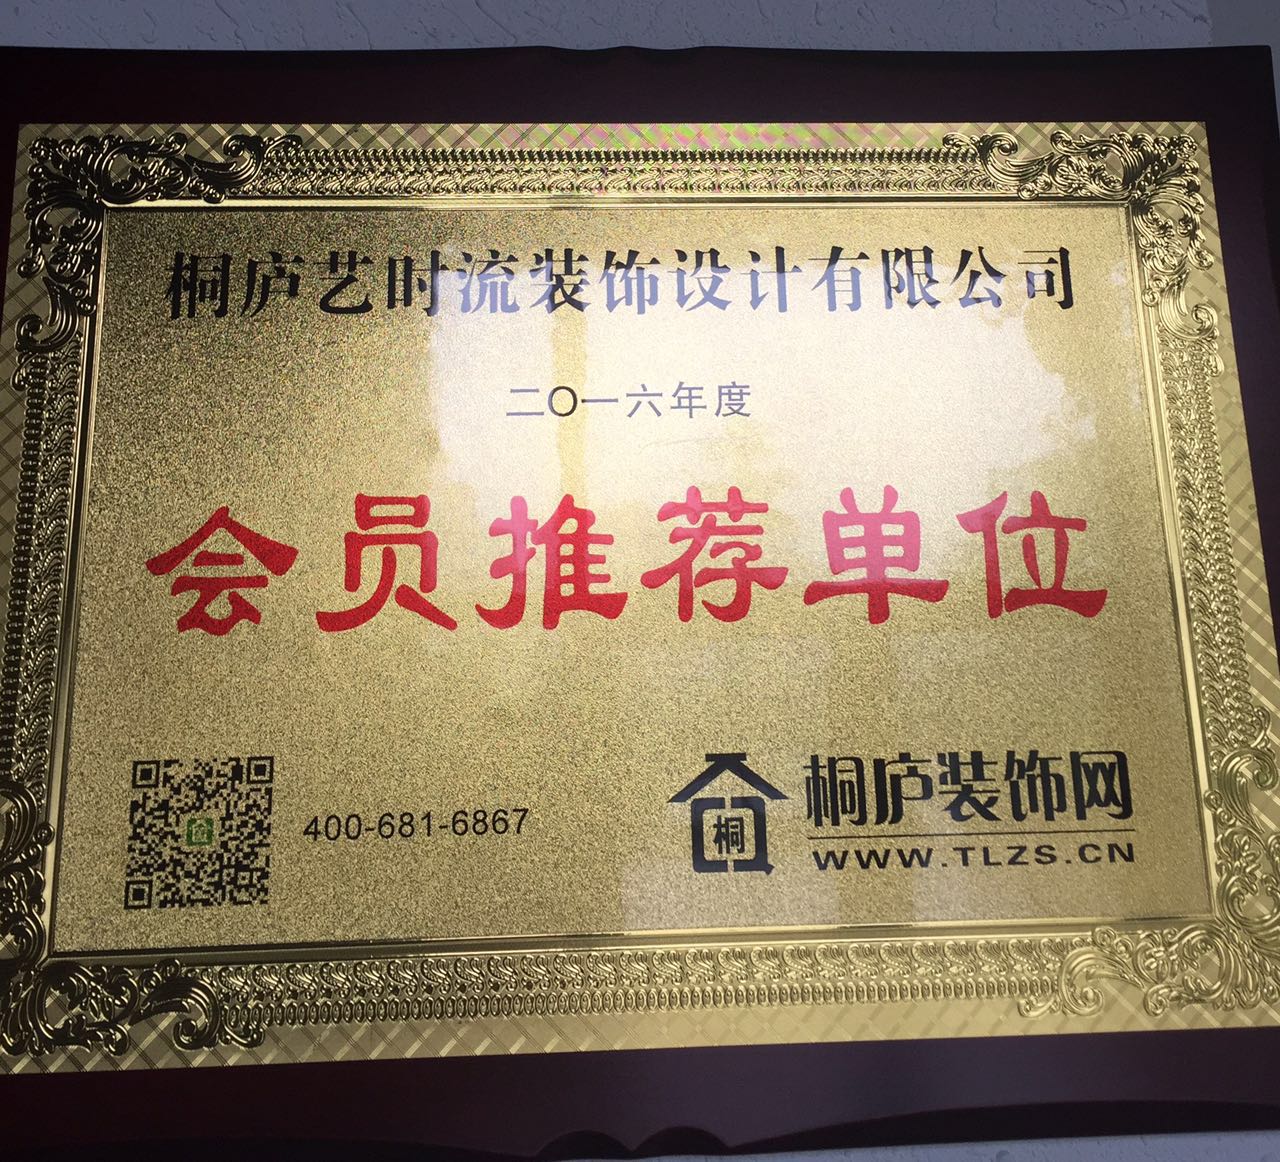 桐庐艺时流装饰设计有限公司
二〇一六年度
会员推荐单位
400-681-6867
桐
桐庐装饰网
WWW.TLZS.CN